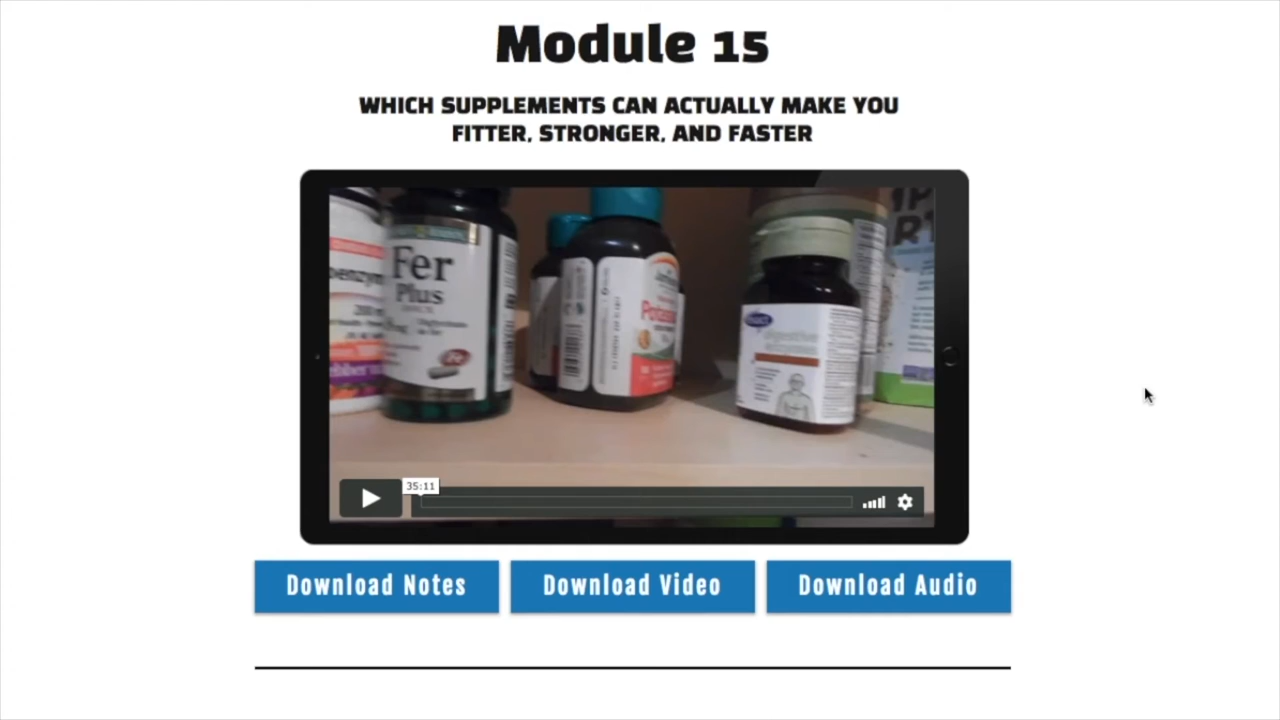 Module 15
WHICH SUPPLEMENTS CAN ACTUALLY MAKE YOU
FITTER, STRONGER, AND FASTER
Fer
Plus
35:11
Download Notes
Download Video
Download Audio